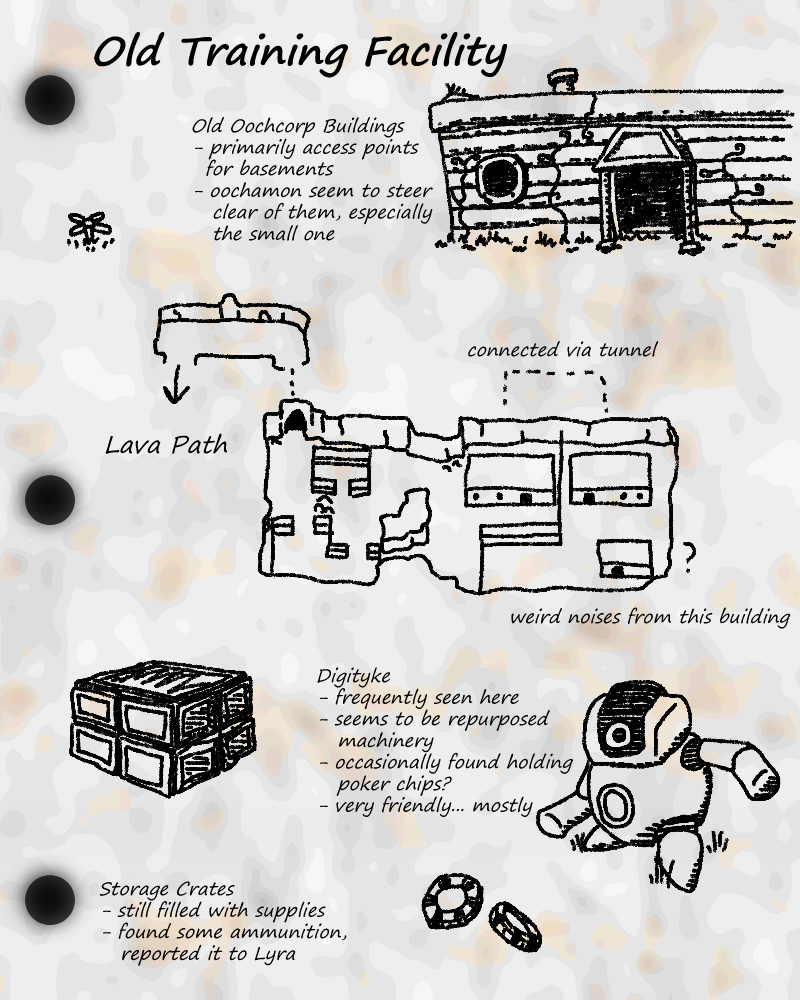 Old Training Facility
Old Oochcorp Buildings
- primarily access points
for basements
- oochamon seem to steer
clear of them, especially
the small one
connected via tunnel
Lava Path
?
weird noises from this building
Digityke
- frequently seen here
- seems to be repurposed
machinery
- occasionally found holding
poker chips?
- very friendly... mostly
Storage Crates
- still filled with supplies
- found some ammunition,
reported it to Lyra